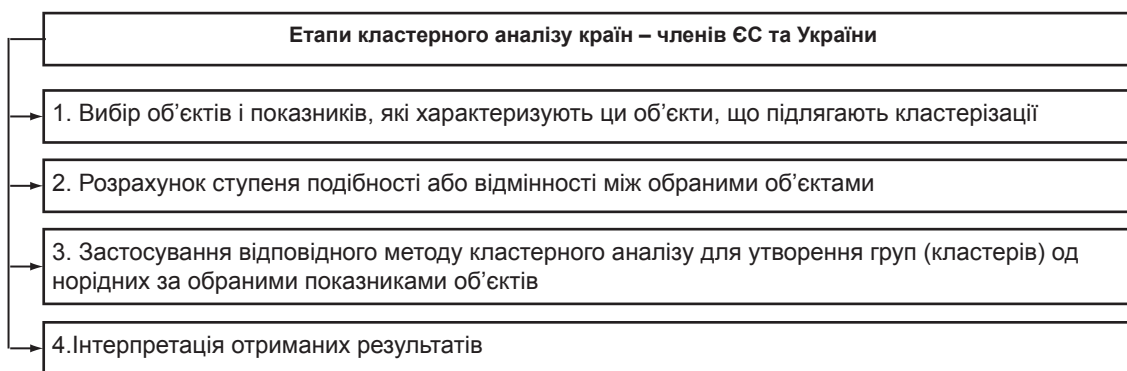 Етапи кластерного аналізу країн – членів ЄС та України
1. Вибір об’єктів і показників, які характеризують ци об’єкти, що підлягають кластерізації
2. Розрахунок ступеня подібності або відмінності між обраними об’єктами
3. Застосування відповідного методу кластерного аналізу для утворення груп (кластерів) од
норідних за обраними показниками об’єктів
4.Інтерпретація отриманих результатів